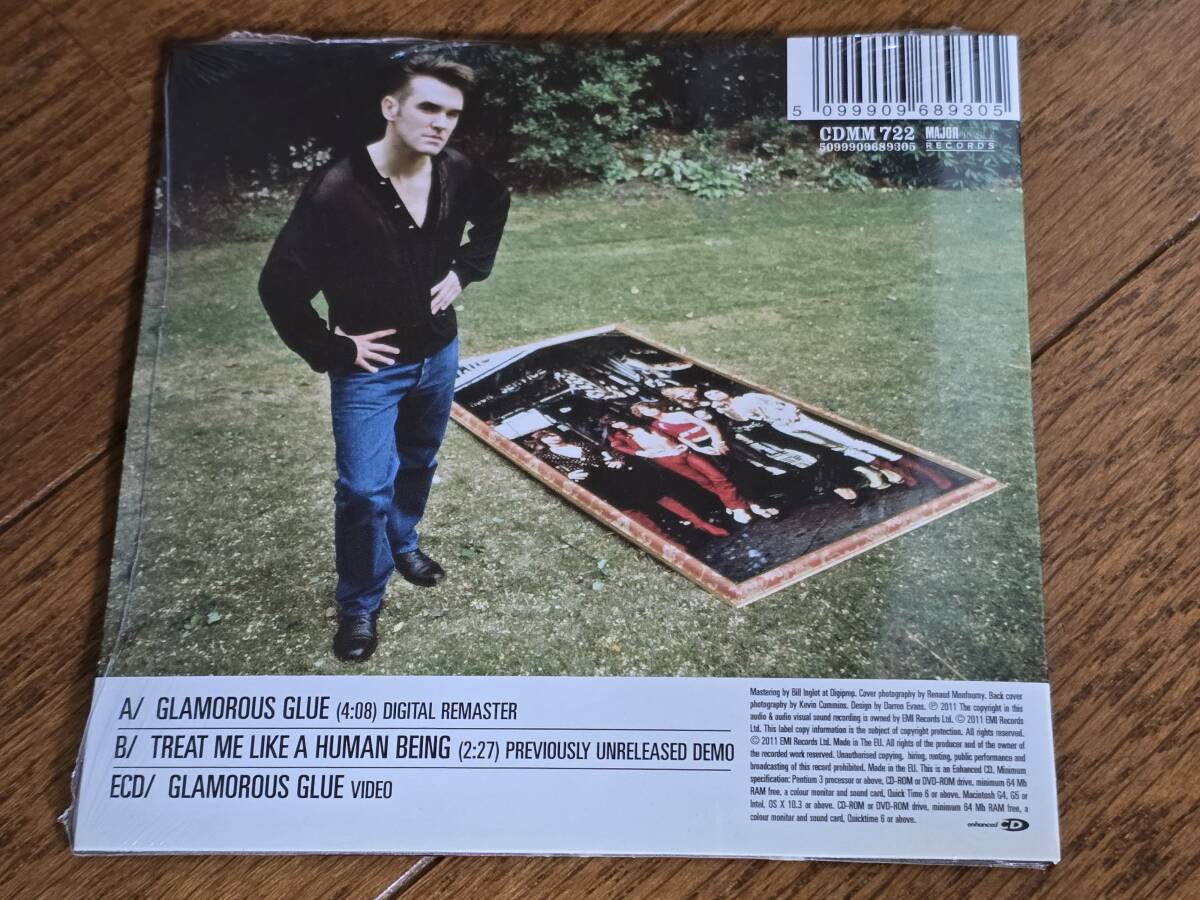 5 099909 689305
CDMM 722
5099909689305
MAJOR
RECORDS
A/ GLAMOROUS GLUE (4:08) DIGITAL REMASTER
B/ TREAT ME LIKE A HUMAN BEING (2:27) PREVIOUSLY UNRELEASED DEMO
ECD/ GLAMOROUS GLUE VIDEO
Mastering by Bill Inglot at Digiprep. Cover photography by Renaud Monfourny. Back cover
photography by Kevin Cummins. Design by Darren Evans. ℗ 2011 The copyright in this
audio & audio visual sound recording is owned by EMI Records Ltd. © 2011 EMI Records
Ltd. This label copy information is the subject of copyright protection. All rights reserved.
© 2011 EMI Records Ltd. Made in The EU. All rights of the producer and of the owner of
the recorded work reserved. Unauthorised copying, hiring, renting, public performance and
broadcasting of this record prohibited. Made in the EU. This is an Enhanced CD. Minimum
specification: Pentium 3 processor or above, CD-ROM or DVD-ROM drive, minimum 64 Mb
RAM free, a colour monitor and sound card, Quick Time 6 or above. Macintosh G4, G5 or
Intel, OS X 10.3 or above. CD-ROM or DVD-ROM drive, minimum 64 Mb RAM free, a
colour monitor and sound card, Quicktime 6 or above.
enhanced CD